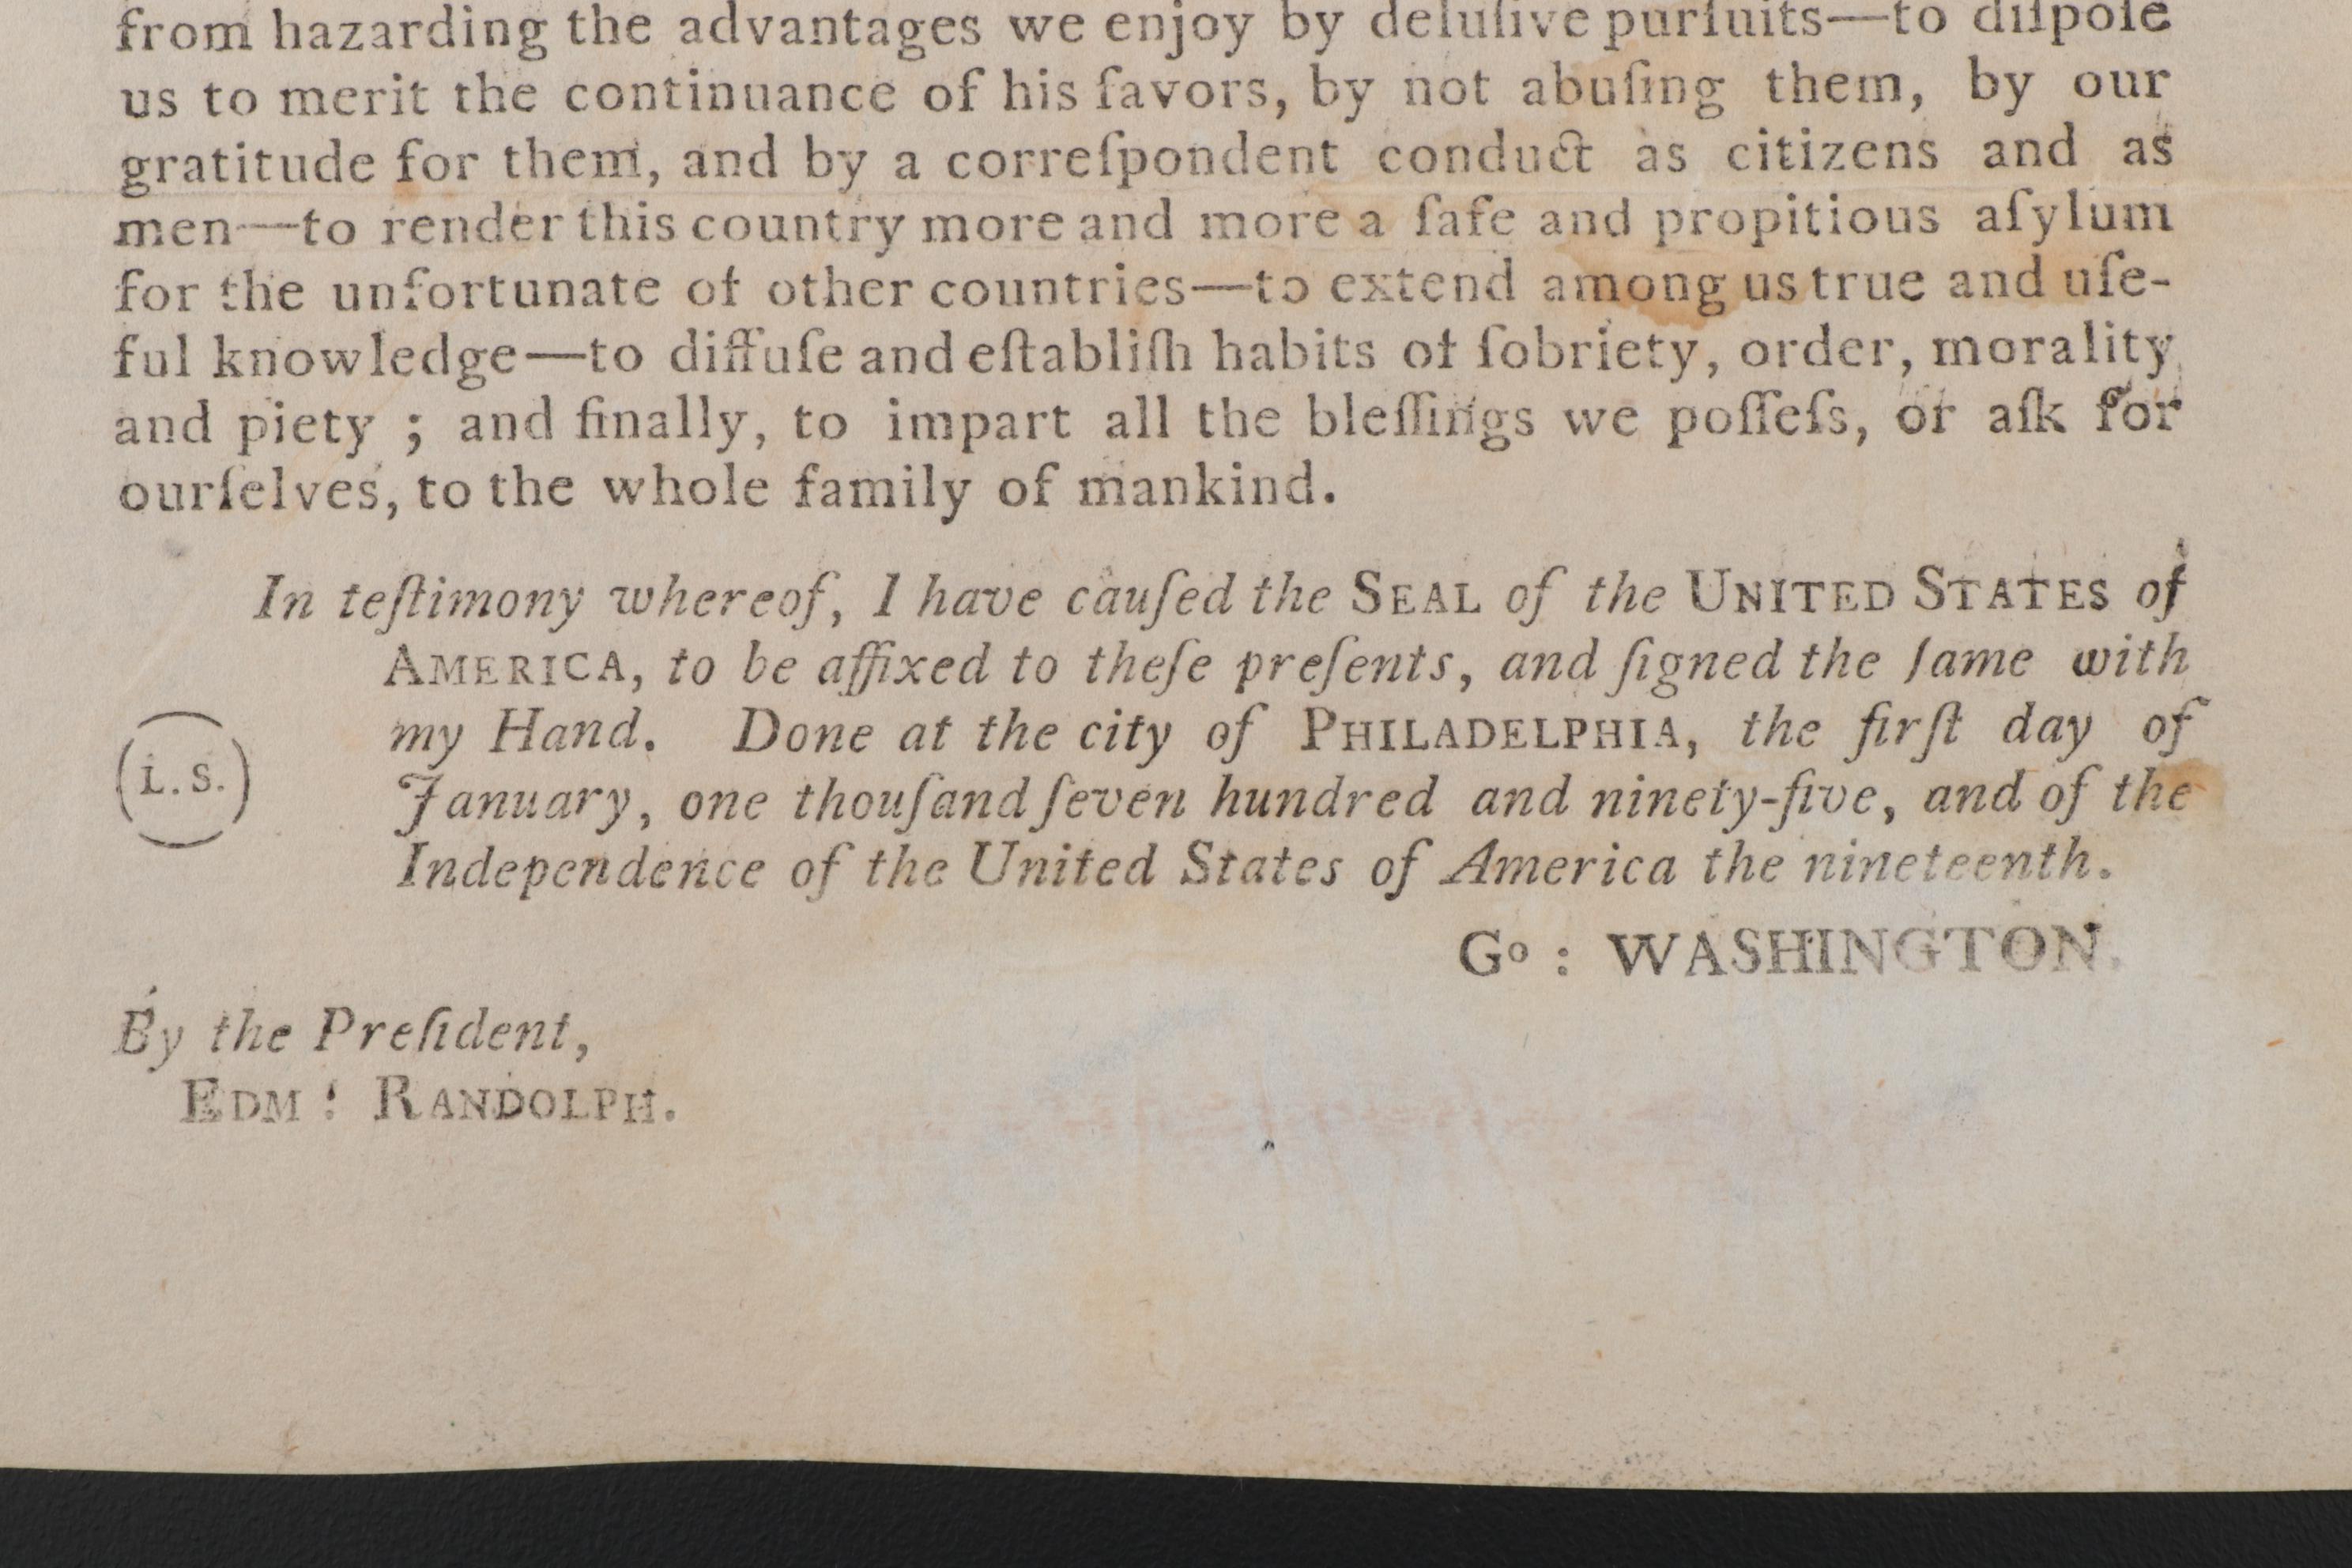 from hazarding the advantages we enjoy by deluſive purſuits—to diſpoſe
us to merit the continuance of his favors, by not abuſing them, by our
gratitude for them, and by a correſpondent conduct as citizens and as
men—to render this country more and more a ſafe and propitious aſylum
for the unfortunate of other countries—to extend among us true and uſe-
ful knowledge—to diffuſe and eſtabliſh habits of ſobriety, order, morality
and piety ; and finally, to impart all the bleſſings we poſſeſs, or aſk for
ourſelves, to the whole family of mankind.
In teſtimony whereof, I have cauſed the SEAL of the UNITED STATES of
AMERICA, to be affixed to theſe preſents, and ſigned the ſame with
my Hand. Done at the city of PHILADELPHIA, the firſt day of
(L.S.)
January, one thouſand ſeven hundred and ninety-five, and of the
Independence of the United States of America the nineteenth.
Go : WASHINGTON.
By the Preſident,
EDM : RANDOLPH.